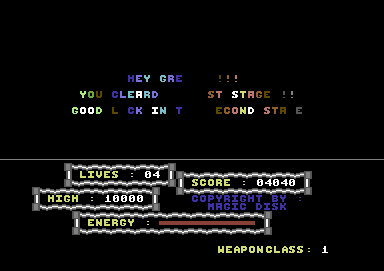 HEY GRE !!!
YOU CLEARD ST STAGE !!
GOOD L CK IN T ECOND STA E
LIVES : 04
SCORE : 04040
HIGH : 10000
COPYRIGHT BY :
MAGIC DISK
ENERGY :
WEAPONCLASS: 1